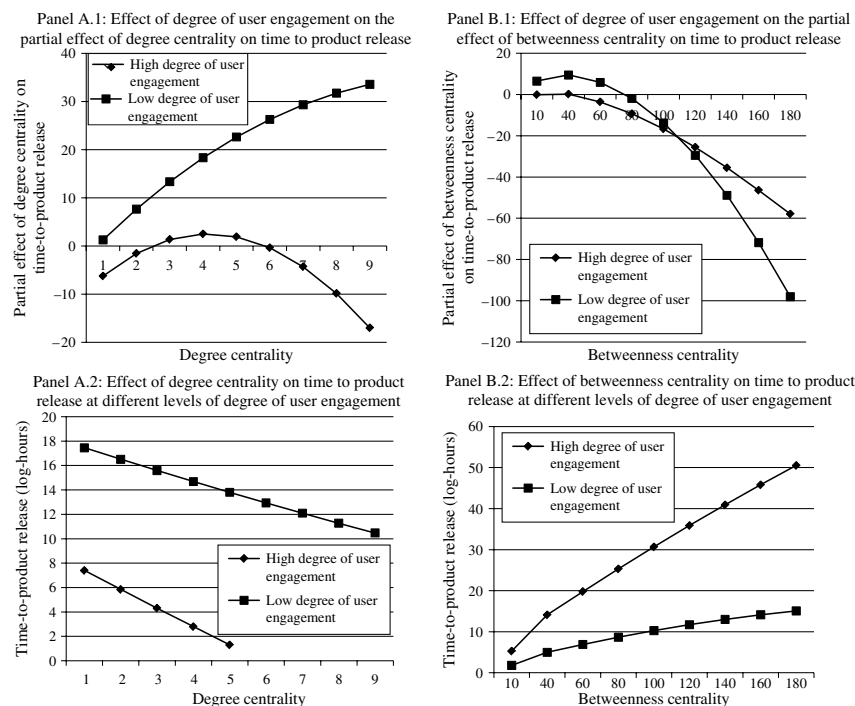 Panel A.1: Effect of degree of user engagement on the
partial effect of degree centrality on time to product release
Partial effect of degree centrality on
time-to-product release
40
30
20
10
0
−10
−20
High degree of user
engagement
Low degree of user
engagement
1 2 3 4 5 6 7 8 9
Degree centrality
Panel B.1: Effect of degree of user engagement on the partial
effect of betweenness centrality on time to product release
Partial effect of betweenness centrality
on time-to-product release
20
0
−20
−40
−60
−80
−100
−120
10 40 60 80 100 120 140 160 180
High degree of user
engagement
Low degree of user
engagement
Betweenness centrality
Panel A.2: Effect of degree centrality on time to product
release at different levels of degree of user engagement
Time-to-product release (log-hours)
20
18
16
14
12
10
8
6
4
2
0
High degree of user
engagement
Low degree of user
engagement
1 2 3 4 5 6 7 8 9
Degree centrality
Panel B.2: Effect of betweenness centrality on time to product
release at different levels of degree of user engagement
Time-to-product release (log-hours)
60
50
40
30
20
10
0
High degree of user
engagement
Low degree of user
engagement
10 40 60 80 100 120 140 160 180
Betweenness centrality